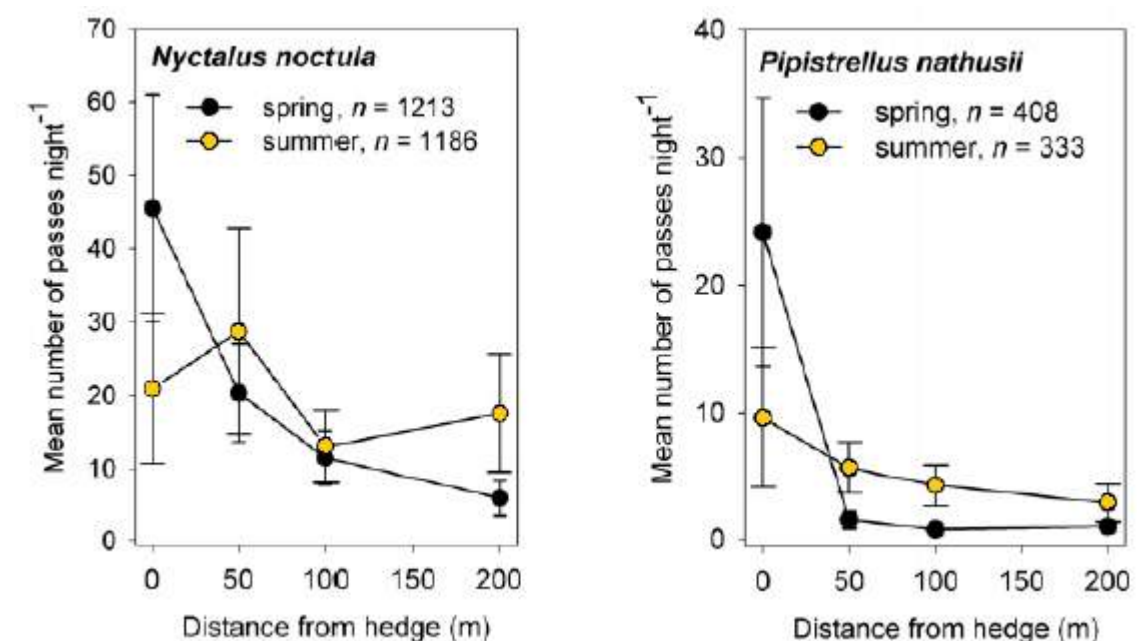 Nyctalus noctula
spring, n = 1213
summer, n = 1186
Mean number of passes night⁻¹
70
60
50
40
30
20
10
0
0 50 100 150 200
Distance from hedge (m)
Pipistrellus nathusii
spring, n = 408
summer, n = 333
Mean number of passes night⁻¹
40
30
20
10
0
0 50 100 150 200
Distance from hedge (m)